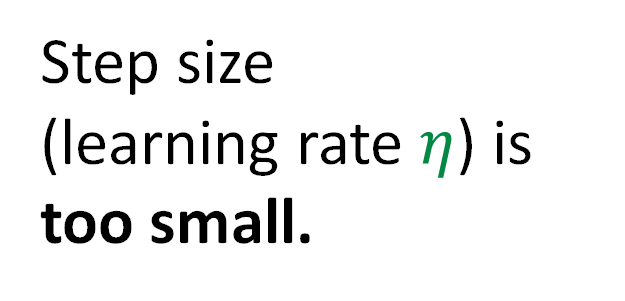 Step size
(learning rate η) is
too small.